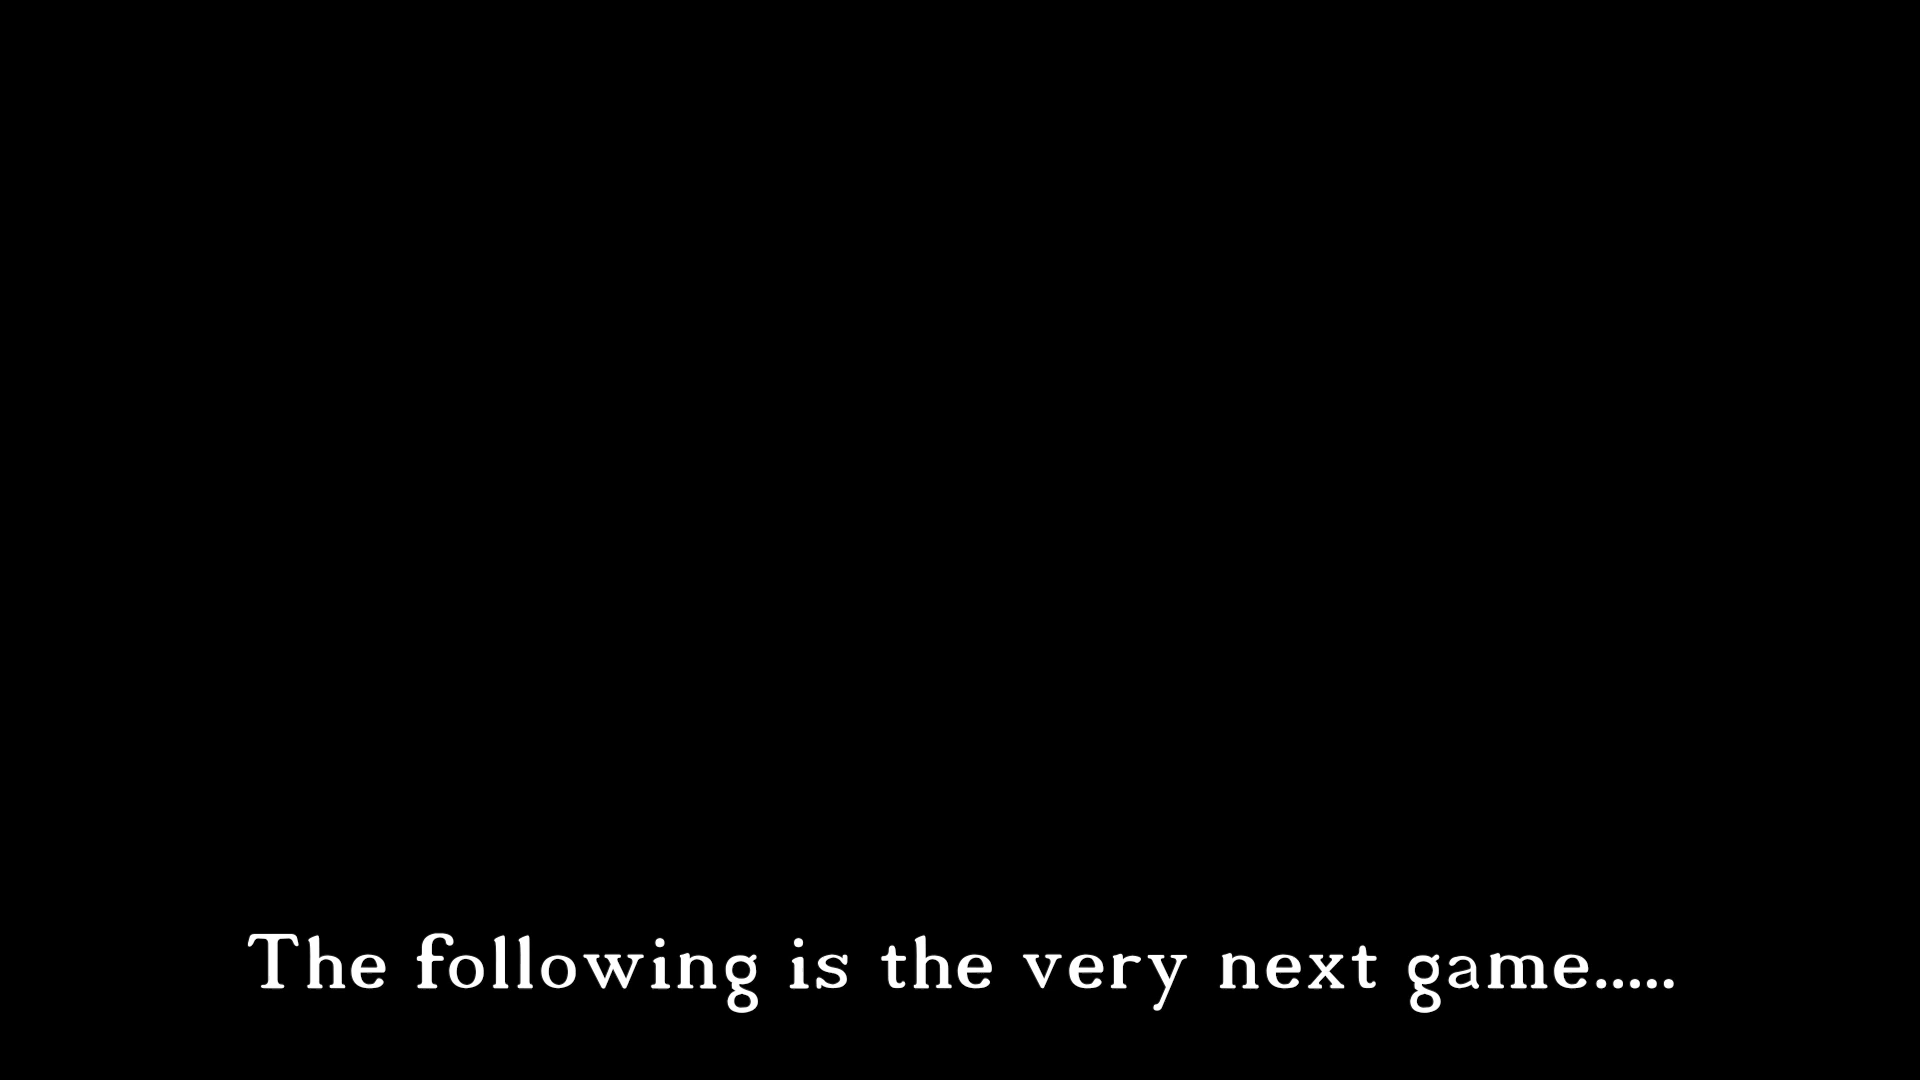 The following is the very next game.....